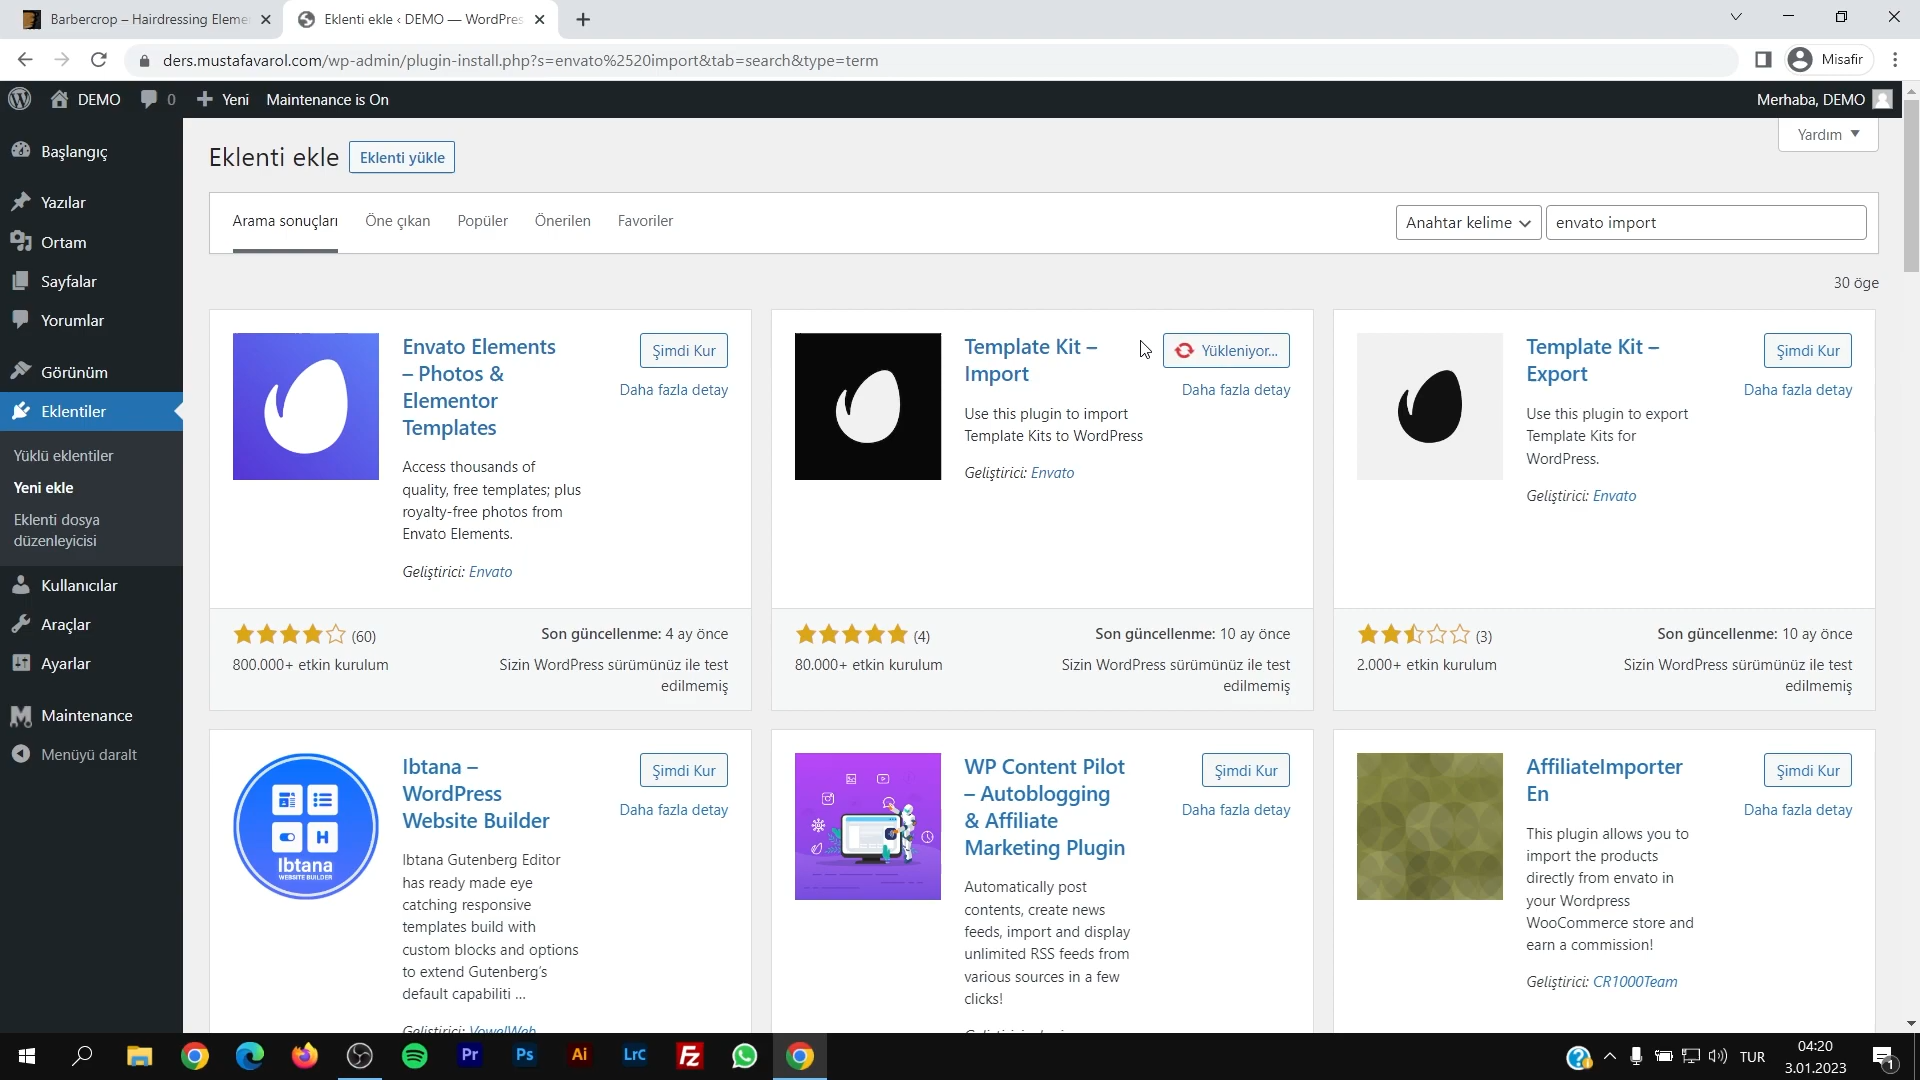 Barbercrop – Hairdressing Eleme
Eklenti ekle ‹ DEMO — WordPres
ders.mustafavarol.com/wp-admin/plugin-install.php?s=envato%2520import&tab=search&type=term
Misafir
DEMO
0
Yeni
Maintenance is On
Merhaba, DEMO
Yardım
Başlangıç
Yazılar
Ortam
Sayfalar
Yorumlar
Görünüm
Eklentiler
Yüklü eklentiler
Yeni ekle
Eklenti dosya
düzenleyicisi
Kullanıcılar
Araçlar
Ayarlar
Maintenance
Menüyü daralt
Eklenti ekle
Eklenti yükle
Arama sonuçları
Öne çıkan
Popüler
Önerilen
Favoriler
Anahtar kelime
envato import
30 öge
Envato Elements
– Photos &
Elementor
Templates
Şimdi Kur
Daha fazla detay
Access thousands of
quality, free templates; plus
royalty-free photos from
Envato Elements.
Geliştirici: Envato
(60)
800.000+ etkin kurulum
Son güncellenme: 4 ay önce
Sizin WordPress sürümünüz ile test
edilmemiş
Template Kit –
Import
Yükleniyor...
Daha fazla detay
Use this plugin to import
Template Kits to WordPress
Geliştirici: Envato
(4)
80.000+ etkin kurulum
Son güncellenme: 10 ay önce
Sizin WordPress sürümünüz ile test
edilmemiş
Template Kit –
Export
Şimdi Kur
Daha fazla detay
Use this plugin to export
Template Kits for
WordPress.
Geliştirici: Envato
(3)
2.000+ etkin kurulum
Son güncellenme: 10 ay önce
Sizin WordPress sürümünüz ile test
edilmemiş
Ibtana
WEBSITE BUILDER
Ibtana –
WordPress
Website Builder
Şimdi Kur
Daha fazla detay
Ibtana Gutenberg Editor
has ready made eye
catching responsive
templates build with
custom blocks and options
to extend Gutenberg's
default capabiliti ...
Geliştirici: VowelWeb
WP Content Pilot
– Autoblogging
& Affiliate
Marketing Plugin
Şimdi Kur
Daha fazla detay
Automatically post
contents, create news
feeds, import and display
unlimited RSS feeds from
various sources in a few
clicks!
AffiliateImporter
En
Şimdi Kur
Daha fazla detay
This plugin allows you to
import the products
directly from envato in
your Wordpress
WooCommerce store and
earn a commission!
Geliştirici: CR1000Team
Pr
Ps
Ai
LrC
Fz
TUR
04:20
3.01.2023
1